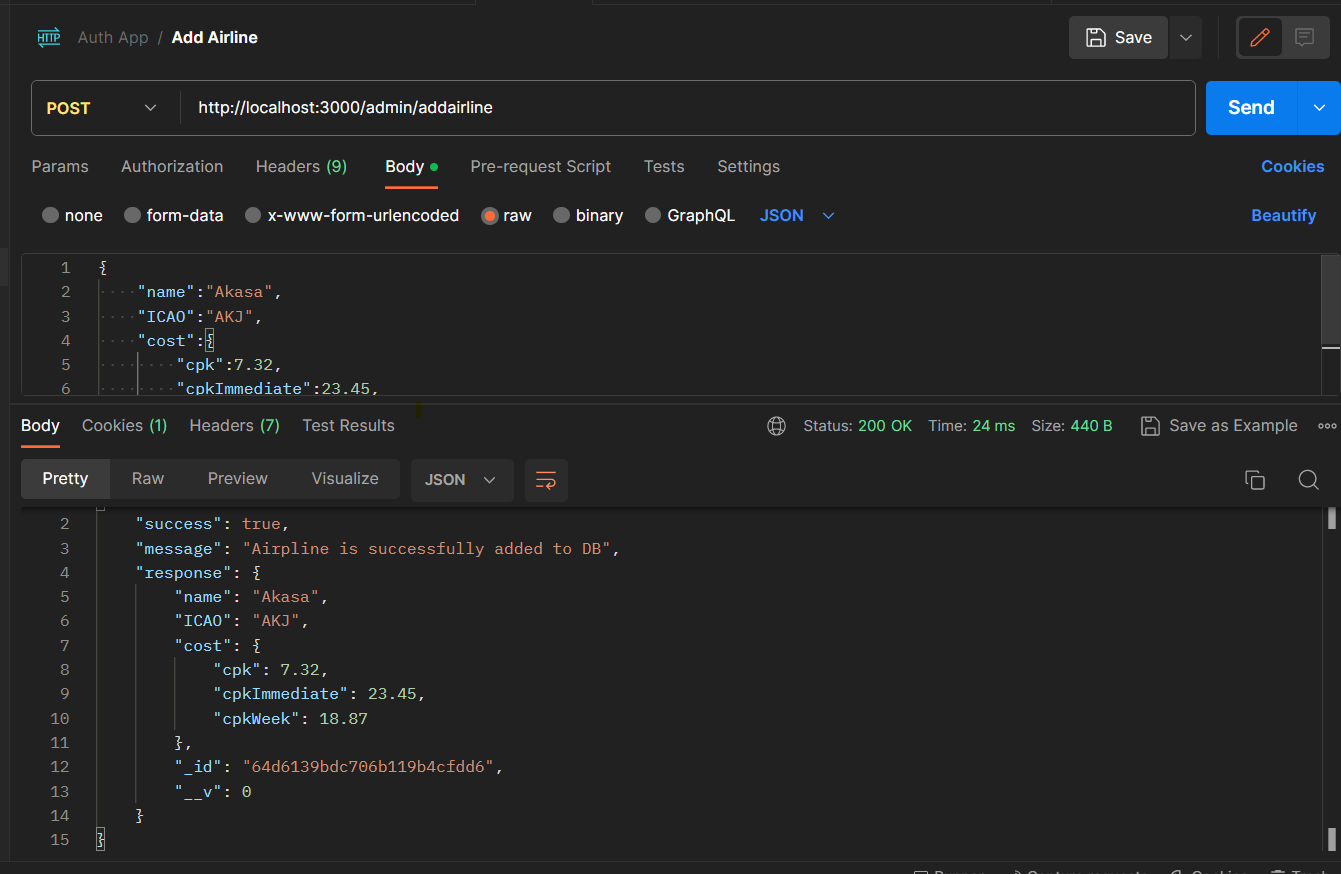 HTTP Auth App / Add Airline Save
POST http://localhost:3000/admin/addairline Send
Params Authorization Headers (9) Body Pre-request Script Tests Settings Cookies
none form-data x-www-form-urlencoded raw binary GraphQL JSON Beautify
1 {
2 "name":"Akasa",
3 "ICAO":"AKJ",
4 "cost":{
5 "cpk":7.32,
6 "cpkImmediate":23.45,
Body Cookies (1) Headers (7) Test Results Status: 200 OK Time: 24 ms Size: 440 B Save as Example
Pretty Raw Preview Visualize JSON
2 "success": true,
3 "message": "Airpline is successfully added to DB",
4 "response": {
5 "name": "Akasa",
6 "ICAO": "AKJ",
7 "cost": {
8 "cpk": 7.32,
9 "cpkImmediate": 23.45,
10 "cpkWeek": 18.87
11 },
12 "_id": "64d6139bdc706b119b4cfdd6",
13 "__v": 0
14 }
15 }